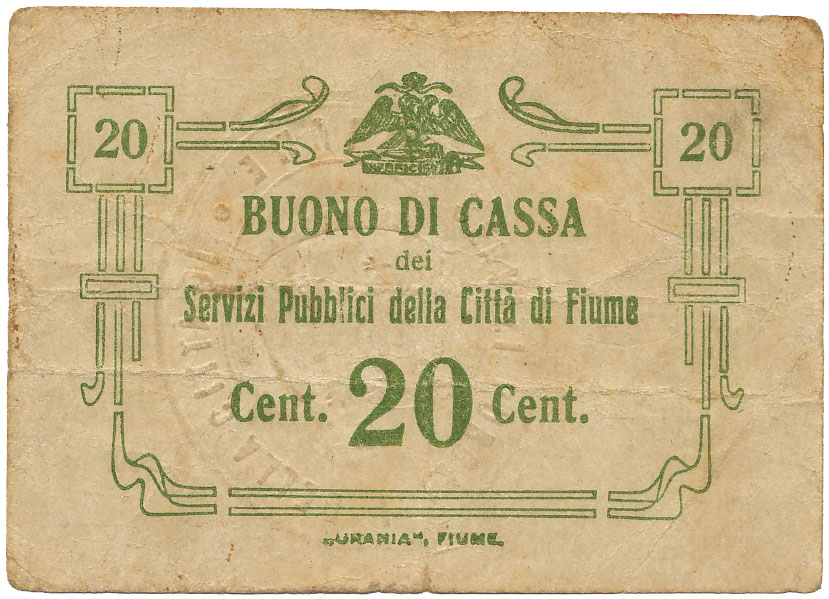 20 20
BUONO DI CASSA
dei
Servizi Pubblici della Città di Fiume
Cent. 20 Cent.
„URANIA“, FIUME.